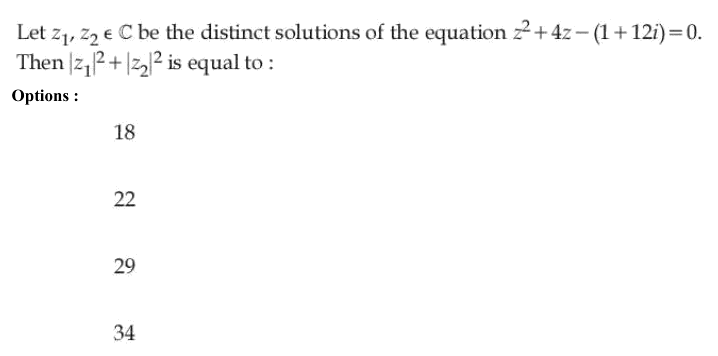 Let z₁, z₂ ϵ ℂ be the distinct solutions of the equation z² + 4z – (1 + 12i) = 0.
Then |z₁|² + |z₂|² is equal to :
Options :
18
22
29
34